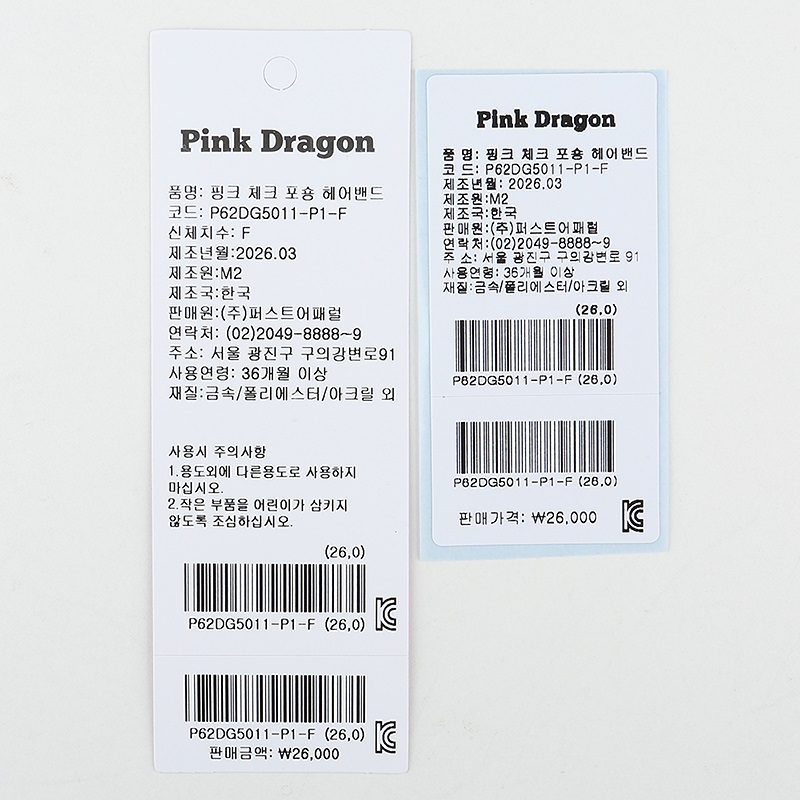 Pink Dragon
품명: 핑크 체크 포숑 헤어밴드
코드: P62DG5011-P1-F
신체치수: F
제조년월:2026.03
제조원:M2
제조국:한국
판매원:(주)퍼스트어패럴
연락처: (02)2049-8888~9
주소: 서울 광진구 구의강변로91
사용연령: 36개월 이상
재질:금속/폴리에스터/아크릴 외
사용시 주의사항
1.용도외에 다른용도로 사용하지
마십시오.
2.작은 부품을 어린이가 삼키지
않도록 조심하십시오.
(26,0)
P62DG5011-P1-F (26,0)
P62DG5011-P1-F (26,0)
판매금액: ₩26,000
Pink Dragon
품 명: 핑크 체크 포숑 헤어밴드
코 드: P62DG5011-P1-F
제조년월: 2026.03
제조원:M2
제조국:한국
판매원:(주)퍼스트어패럴
연락처:(02)2049-8888~9
주 소: 서울 광진구 구의강변로 91
사용연령: 36개월 이상
재질:금속/폴리에스터/아크릴 외
(26,0)
P62DG5011-P1-F (26,0)
P62DG5011-P1-F (26,0)
판매가격: ₩26,000